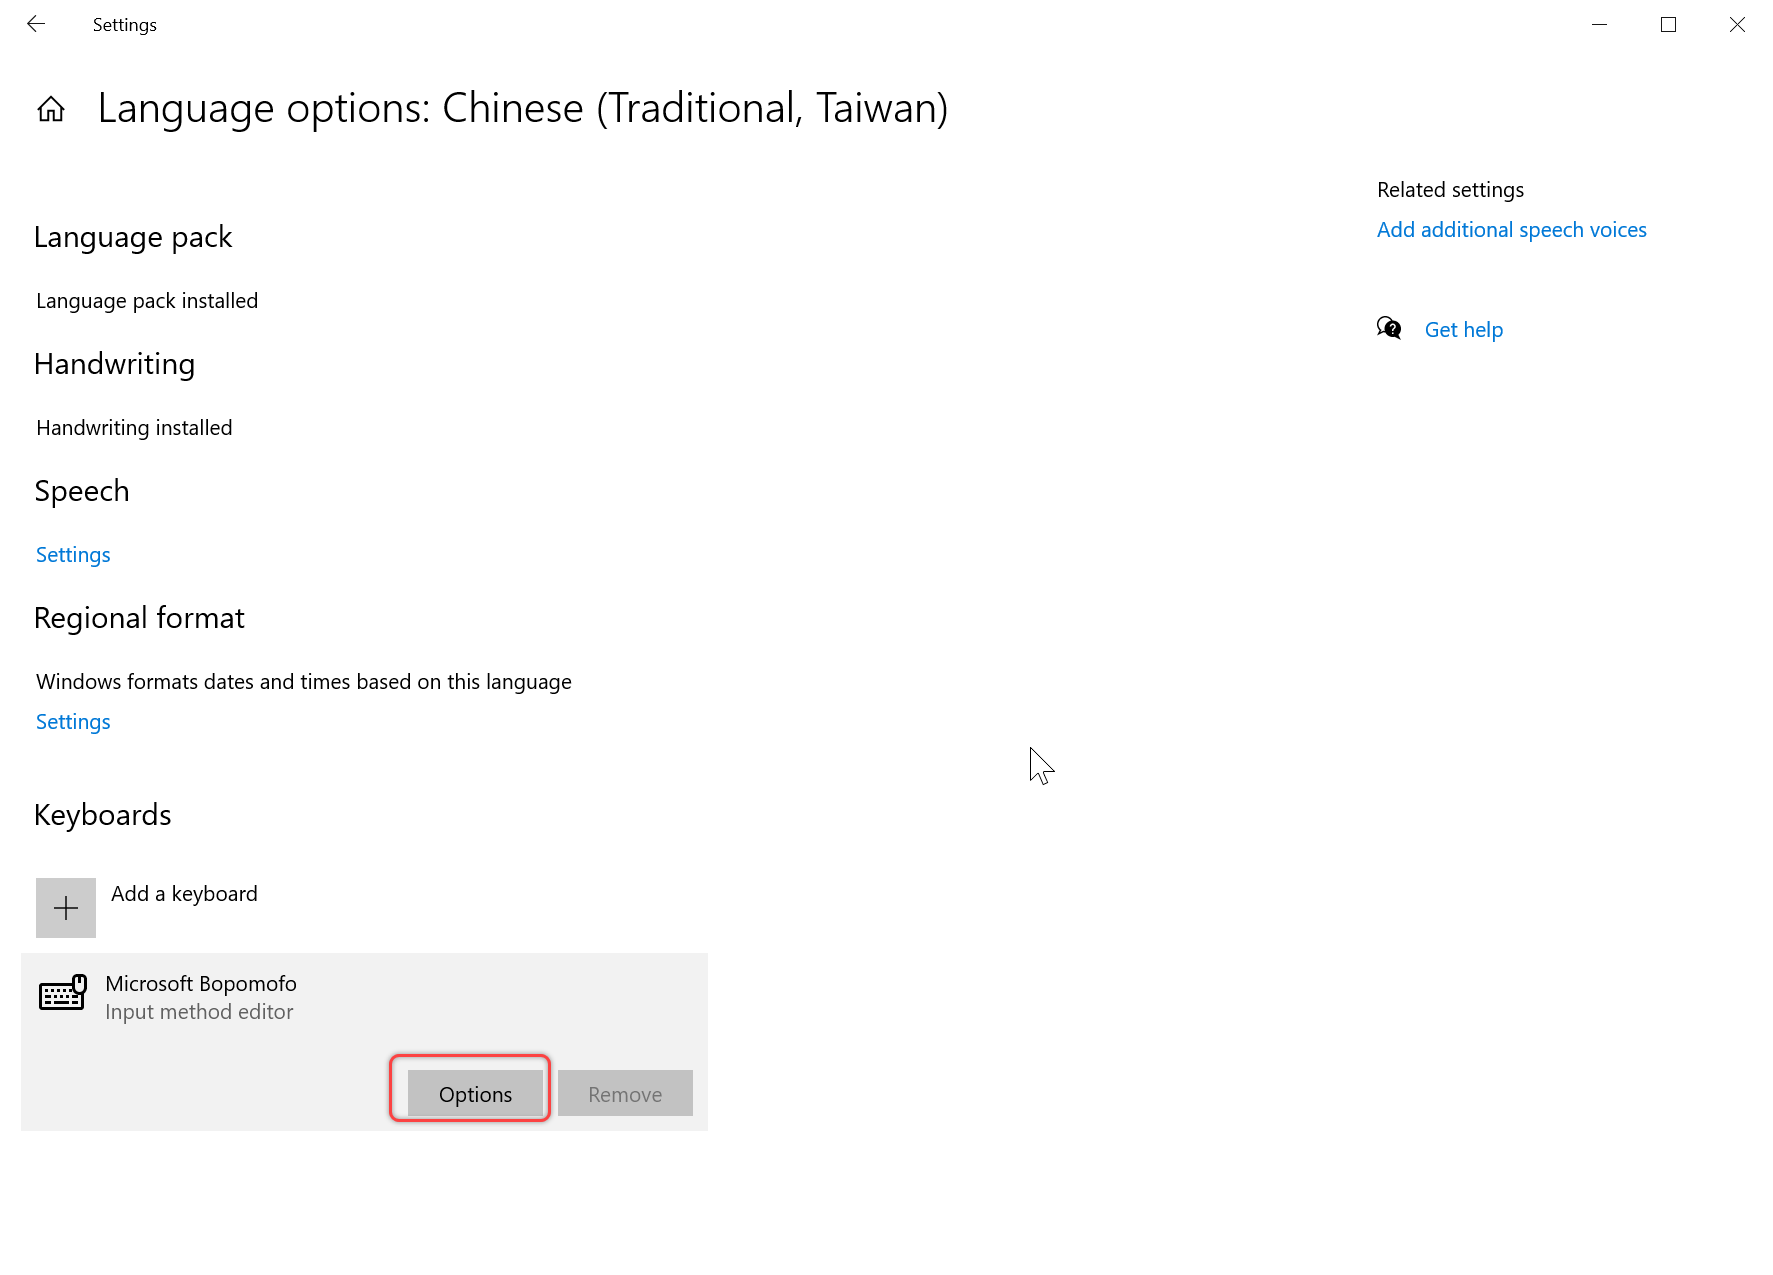 Settings
Language options: Chinese (Traditional, Taiwan)
Language pack
Language pack installed
Handwriting
Handwriting installed
Speech
Settings
Regional format
Windows formats dates and times based on this language
Settings
Keyboards
Add a keyboard
Microsoft Bopomofo
Input method editor
Options
Remove
Related settings
Add additional speech voices
Get help